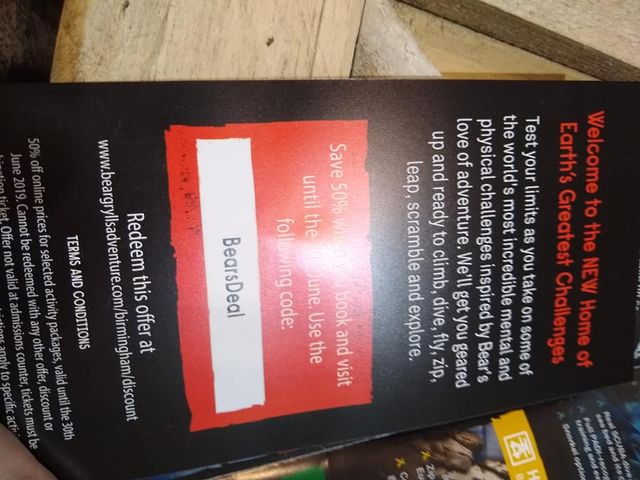 Welcome to the NEW Home of
Earth's Greatest Challenges
Test your limits as you take on some of
the world's most incredible mental and
physical challenges inspired by Bear's
love of adventure. We'll get you geared
up and ready to climb, dive, fly, zip,
leap, scramble and explore.
Save 50% book and visit
until the June. Use the
following code:
BearsDeal
Redeem this offer at
www.beargryllsadventure.com/birmingham/discount
TERMS AND CONDITIONS
50% off online prices for selected activity packages, valid until the 30th
June 2019. Cannot be redeemed with any other offer, discount or
ticket. Offer not valid at admissions counter, tickets must be
apply to specific
Real SCUBA